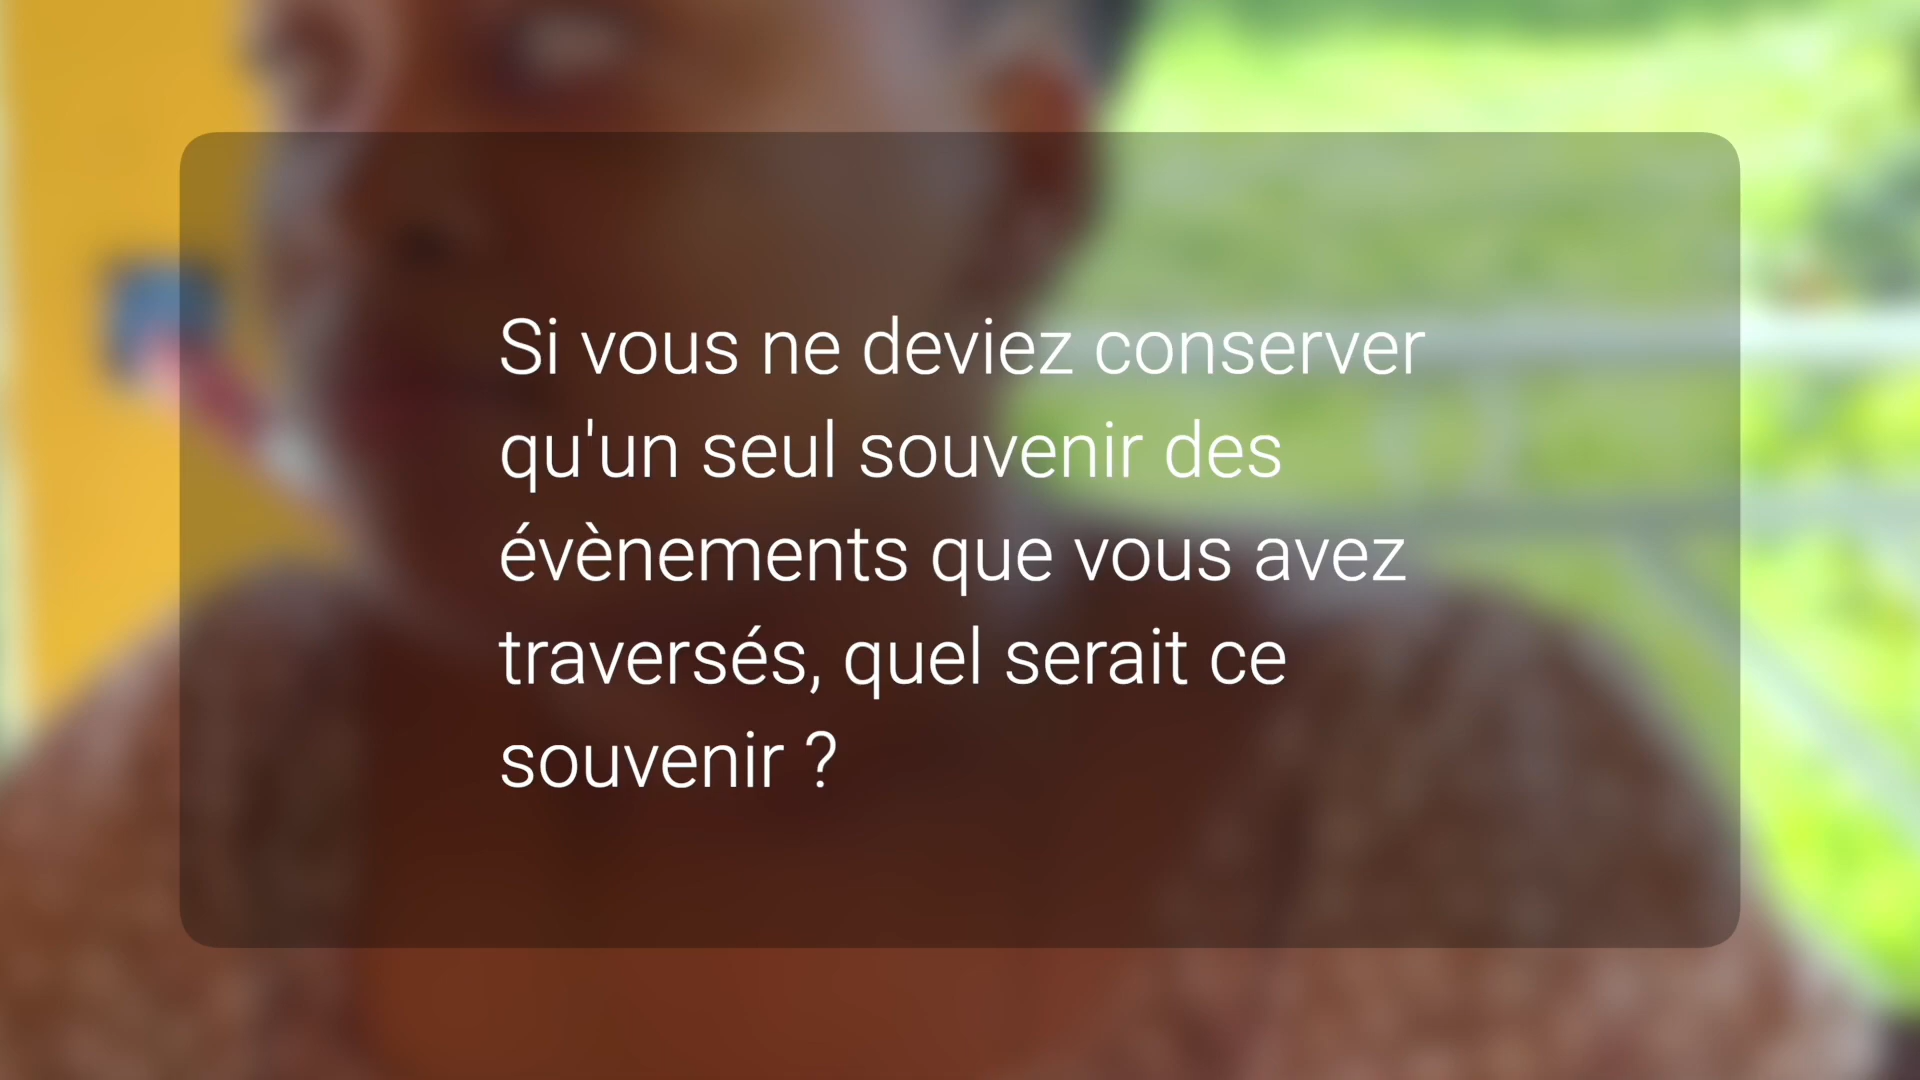 Si vous ne deviez conserver
qu'un seul souvenir des
évènements que vous avez
traversés, quel serait ce
souvenir ?